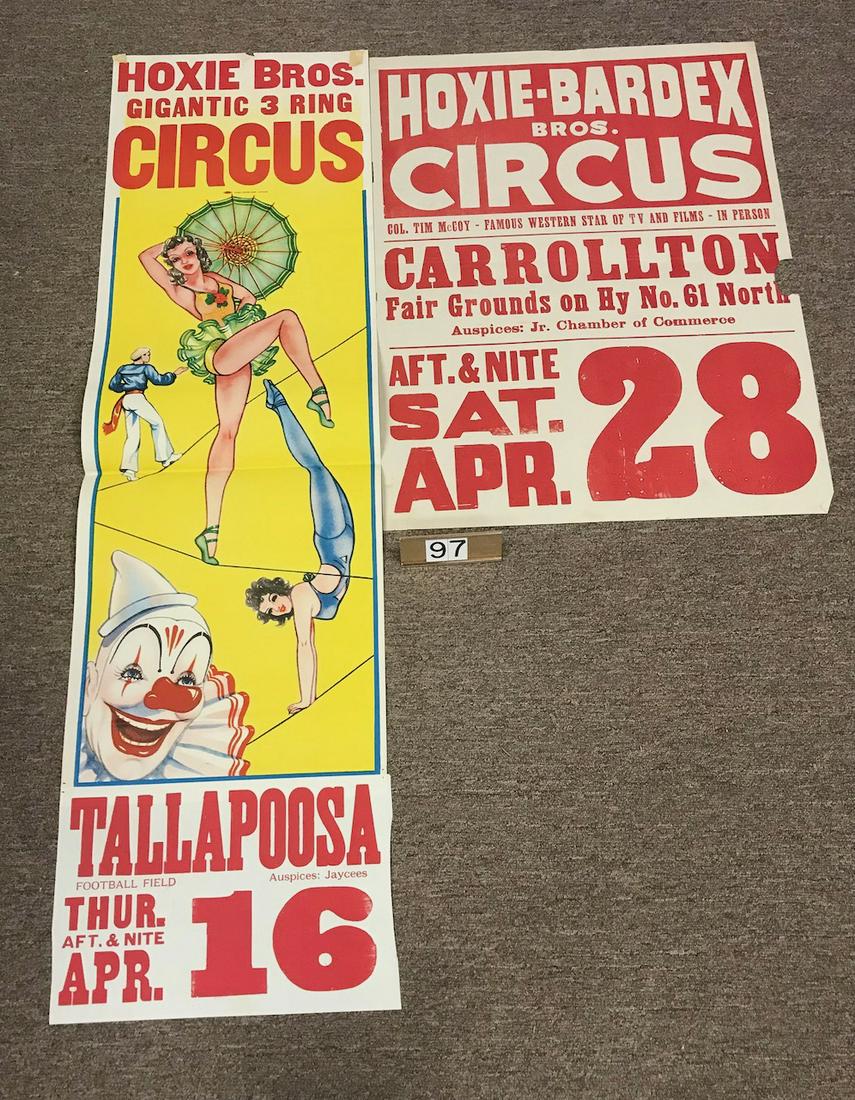 HOXIE BROS.
GIGANTIC 3 RING
CIRCUS
TALLAPOOSA
FOOTBALL FIELD
Auspices: Jaycees
THUR.
AFT. & NITE
APR. 16
HOXIE-BARDEX
BROS.
CIRCUS
COL. TIM McCOY - FAMOUS WESTERN STAR OF TV AND FILMS - IN PERSON
CARROLLTON
Fair Grounds on Hy No. 61 North
Auspices: Jr. Chamber of Commerce
AFT. & NITE
SAT.
APR. 28
97